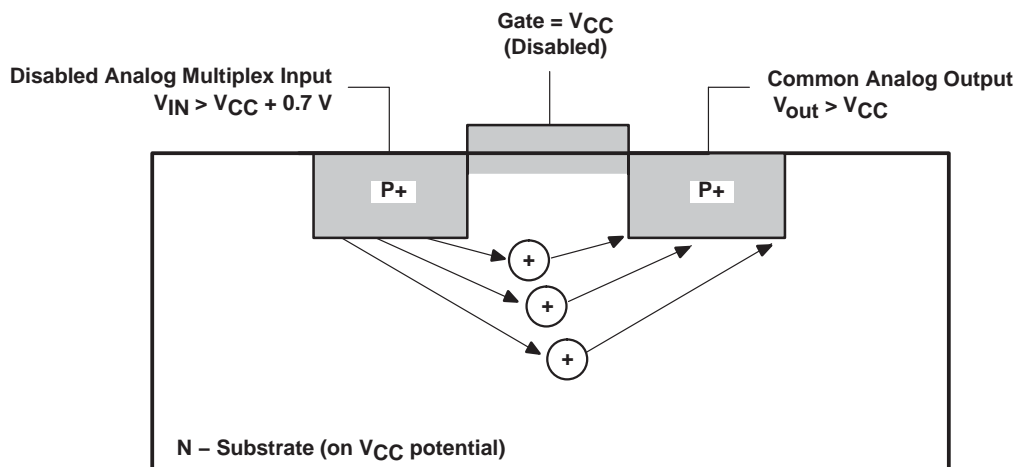 Gate = VCC
(Disabled)
Disabled Analog Multiplex Input
VIN > VCC + 0.7 V
Common Analog Output
Vout > VCC
P+
P+
+
+
+
N – Substrate (on VCC potential)